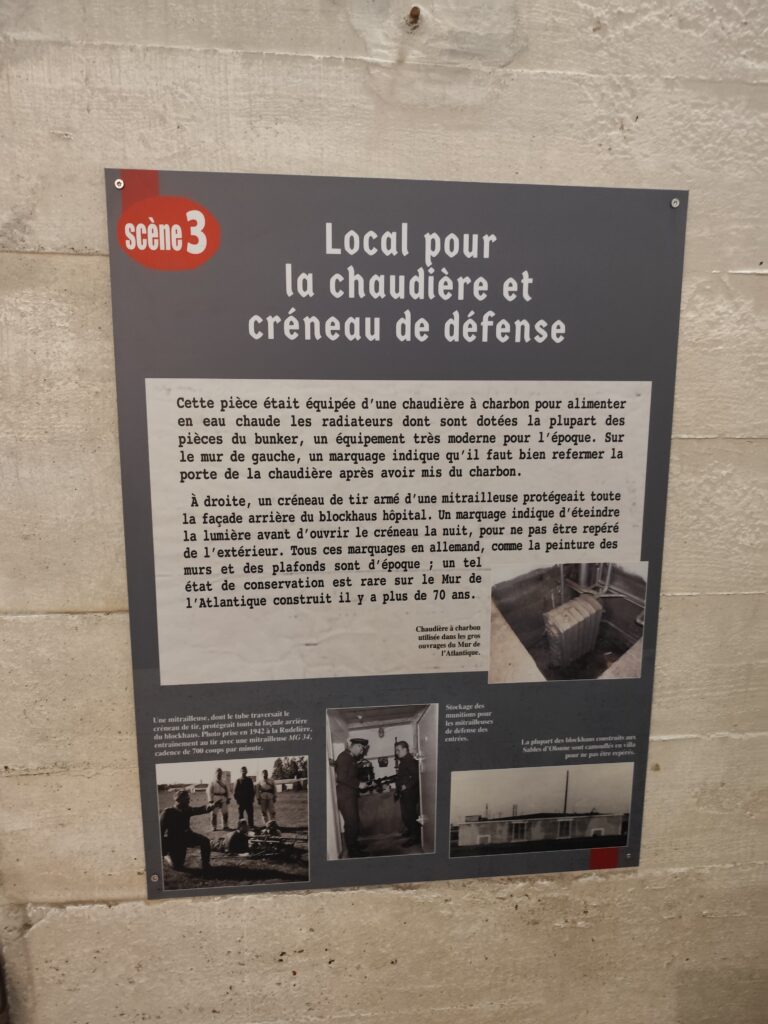 scène 3
Local pour
la chaudière et
créneau de défense
Cette pièce était équipée d'une chaudière à charbon pour alimenter
en eau chaude les radiateurs dont sont dotées la plupart des
pièces du bunker, un équipement très moderne pour l'époque. Sur
le mur de gauche, un marquage indique qu'il faut bien refermer la
porte de la chaudière après avoir mis du charbon.
À droite, un créneau de tir armé d'une mitrailleuse protégeait toute
la façade arrière du blockhaus hôpital. Un marquage indique d'éteindre
la lumière avant d'ouvrir le créneau la nuit, pour ne pas être repéré
de l'extérieur. Tous ces marquages en allemand, comme la peinture des
murs et des plafonds sont d'époque ; un tel
état de conservation est rare sur le Mur de
l'Atlantique construit il y a plus de 70 ans.
Chaudière à charbon
utilisée dans les gros
ouvrages du Mur de
l'Atlantique.
Une mitrailleuse, dont le tube traversait le
créneau de tir, protégeait toute la façade arrière
du blockhaus. Photo prise en 1942 à la Rudelière,
entraînement au tir avec une mitrailleuse MG 34,
cadence de 700 coups par minute.
Stockage des
munitions pour
les mitrailleuses
de défense des
entrées.
La plupart des blockhaus construits aux
Sables d'Olonne sont camouflés en villa
pour ne pas être repérés.